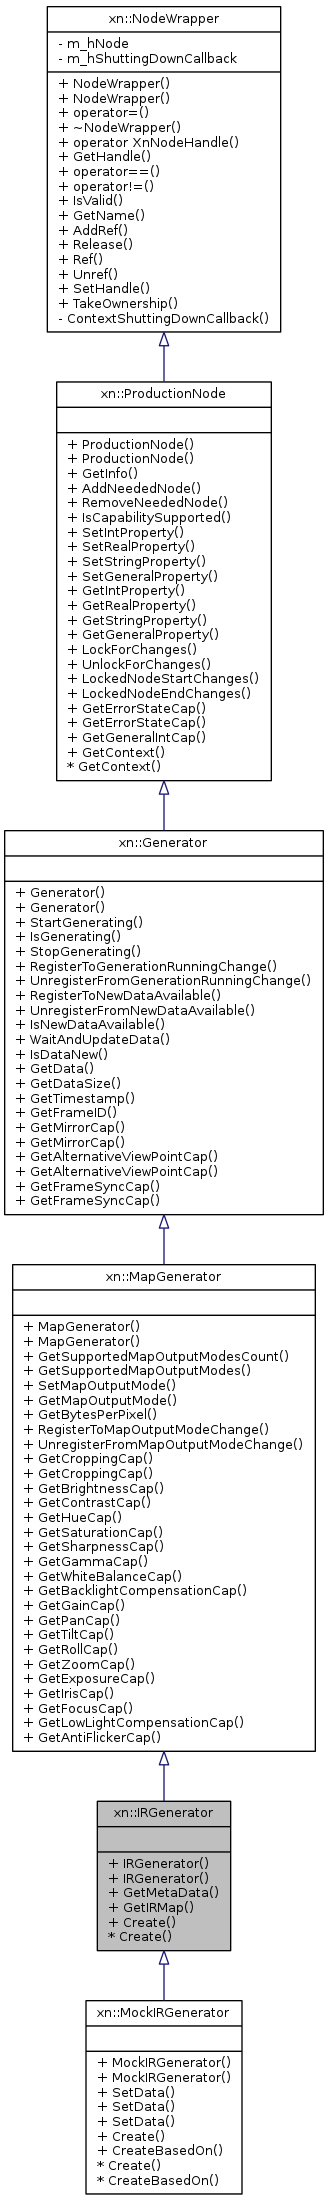 xn::NodeWrapper
- m_hNode
- m_hShuttingDownCallback
+ NodeWrapper()
+ NodeWrapper()
+ operator=()
+ ~NodeWrapper()
+ operator XnNodeHandle()
+ GetHandle()
+ operator==()
+ operator!=()
+ IsValid()
+ GetName()
+ AddRef()
+ Release()
+ Ref()
+ Unref()
+ SetHandle()
+ TakeOwnership()
- ContextShuttingDownCallback()
xn::ProductionNode
+ ProductionNode()
+ ProductionNode()
+ GetInfo()
+ AddNeededNode()
+ RemoveNeededNode()
+ IsCapabilitySupported()
+ SetIntProperty()
+ SetRealProperty()
+ SetStringProperty()
+ SetGeneralProperty()
+ GetIntProperty()
+ GetRealProperty()
+ GetStringProperty()
+ GetGeneralProperty()
+ LockForChanges()
+ UnlockForChanges()
+ LockedNodeStartChanges()
+ LockedNodeEndChanges()
+ GetErrorStateCap()
+ GetErrorStateCap()
+ GetGeneralIntCap()
+ GetContext()
* GetContext()
xn::Generator
+ Generator()
+ Generator()
+ StartGenerating()
+ IsGenerating()
+ StopGenerating()
+ RegisterToGenerationRunningChange()
+ UnregisterFromGenerationRunningChange()
+ RegisterToNewDataAvailable()
+ UnregisterFromNewDataAvailable()
+ IsNewDataAvailable()
+ WaitAndUpdateData()
+ IsDataNew()
+ GetData()
+ GetDataSize()
+ GetTimestamp()
+ GetFrameID()
+ GetMirrorCap()
+ GetMirrorCap()
+ GetAlternativeViewPointCap()
+ GetAlternativeViewPointCap()
+ GetFrameSyncCap()
+ GetFrameSyncCap()
xn::MapGenerator
+ MapGenerator()
+ MapGenerator()
+ GetSupportedMapOutputModesCount()
+ GetSupportedMapOutputModes()
+ SetMapOutputMode()
+ GetMapOutputMode()
+ GetBytesPerPixel()
+ RegisterToMapOutputModeChange()
+ UnregisterFromMapOutputModeChange()
+ GetCroppingCap()
+ GetCroppingCap()
+ GetBrightnessCap()
+ GetContrastCap()
+ GetHueCap()
+ GetSaturationCap()
+ GetSharpnessCap()
+ GetGammaCap()
+ GetWhiteBalanceCap()
+ GetBacklightCompensationCap()
+ GetGainCap()
+ GetPanCap()
+ GetTiltCap()
+ GetRollCap()
+ GetZoomCap()
+ GetExposureCap()
+ GetIrisCap()
+ GetFocusCap()
+ GetLowLightCompensationCap()
+ GetAntiFlickerCap()
xn::IRGenerator
+ IRGenerator()
+ IRGenerator()
+ GetMetaData()
+ GetIRMap()
+ Create()
* Create()
xn::MockIRGenerator
+ MockIRGenerator()
+ MockIRGenerator()
+ SetData()
+ SetData()
+ SetData()
+ Create()
+ CreateBasedOn()
* Create()
* CreateBasedOn()